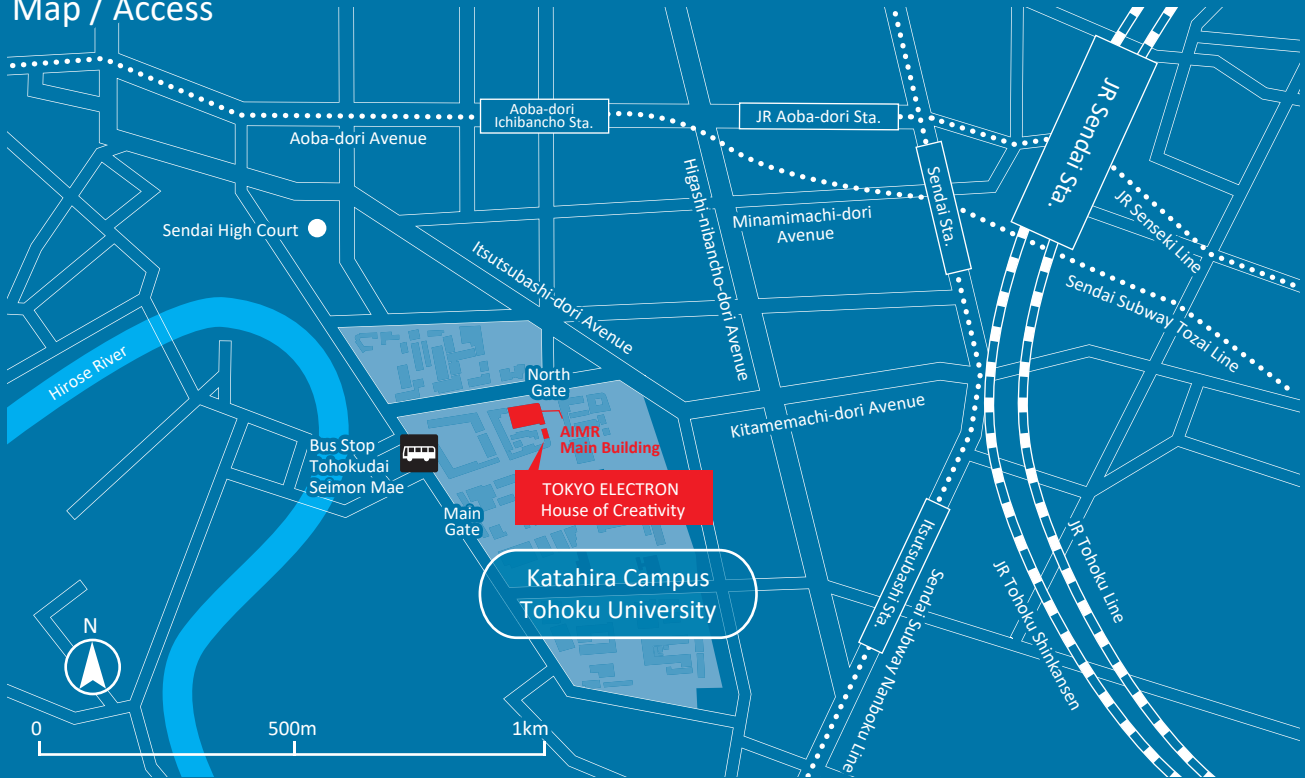 Map / Access
Aoba-dori
Ichibancho Sta.
JR Aoba-dori Sta.
JR Sendai Sta.
Aoba-dori Avenue
Sendai Sta.
Higashi-nibancho-dori Avenue
Minamimachi-dori
Avenue
JR Senseki Line
Sendai High Court
Itsutsubashi-dori Avenue
Sendai Subway Tozai Line
Hirose River
North
Gate
Kitamemachi-dori Avenue
AIMR
Main Building
Bus Stop
Tohokudai
Seimon Mae
TOKYO ELECTRON
House of Creativity
Main
Gate
Itsutsubashi Sta.
Sendai Subway Nanboku Line
JR Tohoku Line
JR Tohoku Shinkansen
Katahira Campus
Tohoku University
N
0
500m
1km